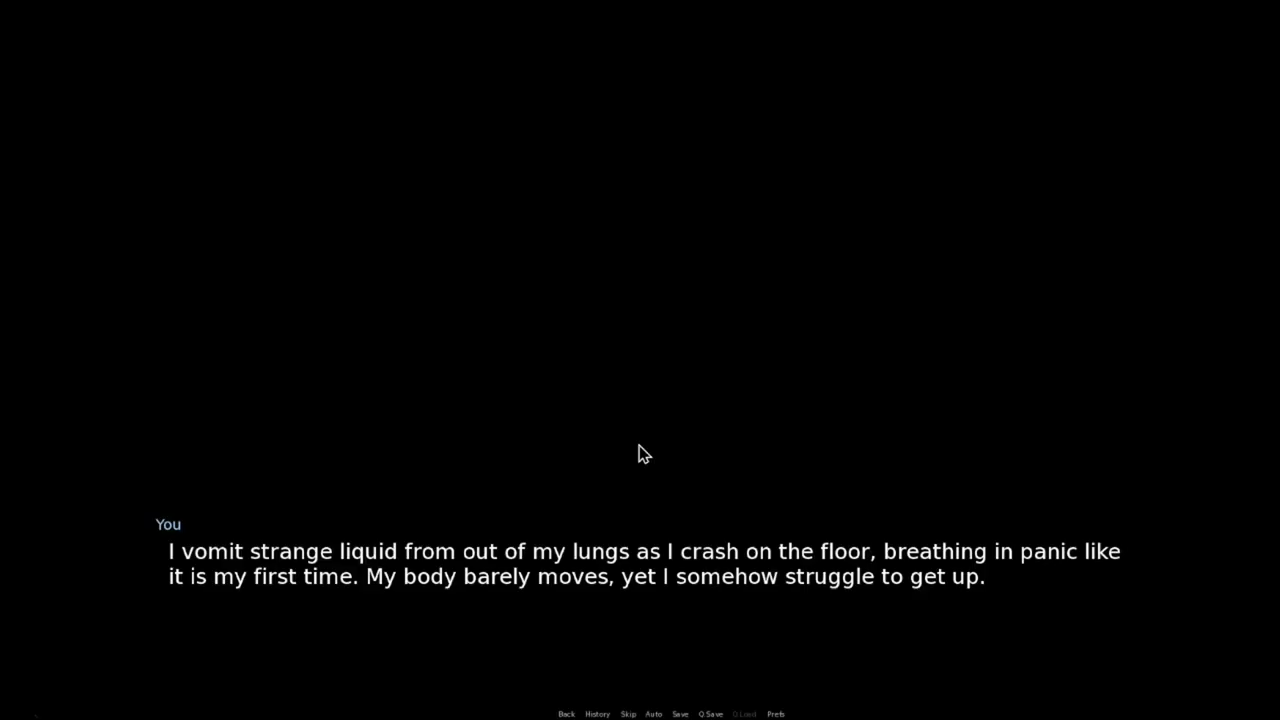 You
I vomit strange liquid from out of my lungs as I crash on the floor, breathing in panic like
it is my first time. My body barely moves, yet I somehow struggle to get up.
Back History Skip Auto Save Q.Save Q.Load Prefs